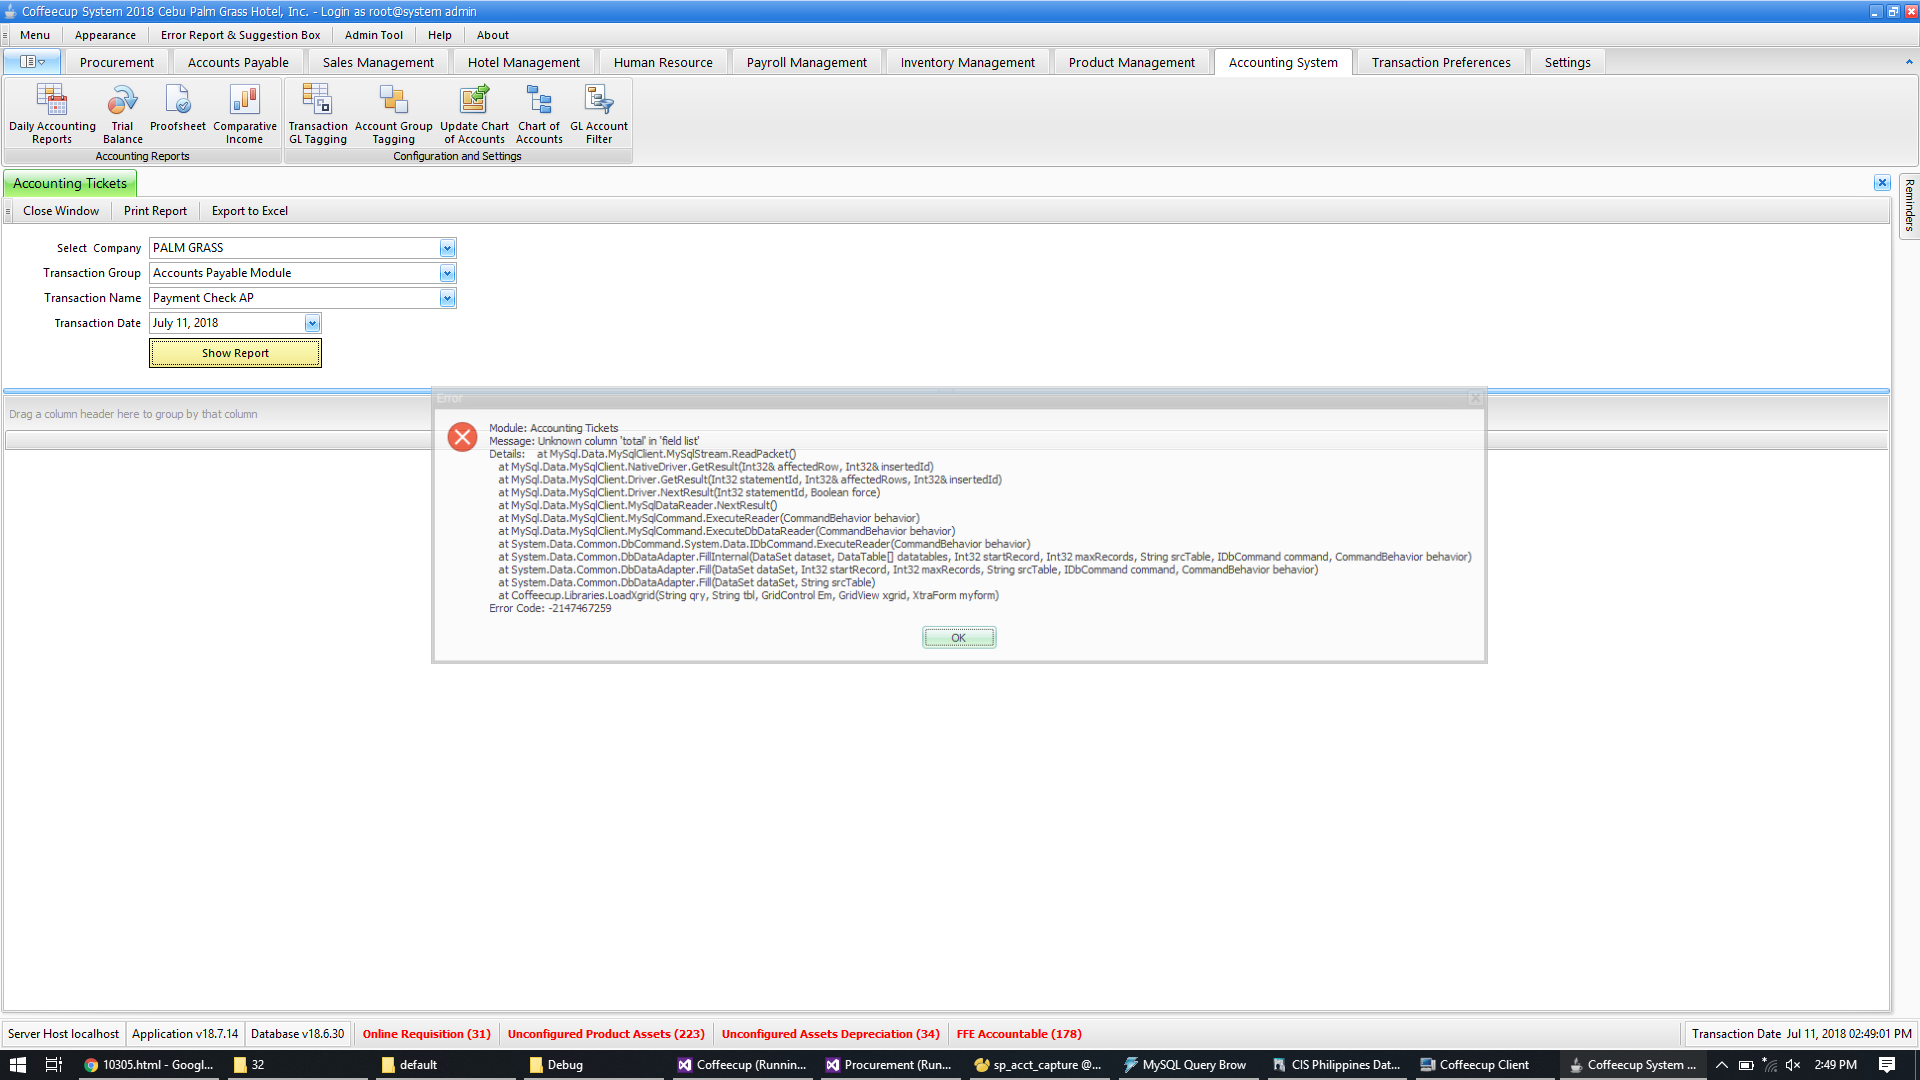 Coffeecup System 2018 Cebu Palm Grass Hotel, Inc. - Login as root@system admin
Menu Appearance Error Report & Suggestion Box Admin Tool Help About
Procurement Accounts Payable Sales Management Hotel Management Human Resource Payroll Management Inventory Management Product Management Accounting System Transaction Preferences Settings
Daily Accounting Reports
Trial Balance
Proofsheet
Comparative Income
Transaction GL Tagging
Account Group Tagging
Update Chart of Accounts
Chart of Accounts
GL Account Filter
Accounting Reports
Configuration and Settings
Accounting Tickets
Reminders
Close Window Print Report Export to Excel
Select Company PALM GRASS
Transaction Group Accounts Payable Module
Transaction Name Payment Check AP
Transaction Date July 11, 2018
Show Report
Drag a column header here to group by that column
Error
Module: Accounting Tickets
Message: Unknown column 'total' in 'field list'
Details: at MySql.Data.MySqlClient.MySqlStream.ReadPacket()
at MySql.Data.MySqlClient.NativeDriver.GetResult(Int32& affectedRow, Int32& insertedId)
at MySql.Data.MySqlClient.Driver.GetResult(Int32 statementId, Int32& affectedRows, Int32& insertedId)
at MySql.Data.MySqlClient.Driver.NextResult(Int32 statementId, Boolean force)
at MySql.Data.MySqlClient.MySqlDataReader.NextResult()
at MySql.Data.MySqlClient.MySqlCommand.ExecuteReader(CommandBehavior behavior)
at MySql.Data.MySqlClient.MySqlCommand.ExecuteDbDataReader(CommandBehavior behavior)
at System.Data.Common.DbCommand.System.Data.IDbCommand.ExecuteReader(CommandBehavior behavior)
at System.Data.Common.DbDataAdapter.FillInternal(DataSet dataset, DataTable[] datatables, Int32 startRecord, Int32 maxRecords, String srcTable, IDbCommand command, CommandBehavior behavior)
at System.Data.Common.DbDataAdapter.Fill(DataSet dataSet, Int32 startRecord, Int32 maxRecords, String srcTable, IDbCommand command, CommandBehavior behavior)
at System.Data.Common.DbDataAdapter.Fill(DataSet dataSet, String srcTable)
at Coffeecup.Libraries.LoadXgrid(String qry, String tbl, GridControl Em, GridView xgrid, XtraForm myform)
Error Code: -2147467259
OK
Server Host localhost Application v18.7.14 Database v18.6.30 Online Requisition (31) Unconfigured Product Assets (223) Unconfigured Assets Depreciation (34) FFE Accountable (178) Transaction Date Jul 11, 2018 02:49:01 PM
10305.html - Googl... 32 default Debug Coffeecup (Runnin... Procurement (Run... sp_acct_capture @... MySQL Query Brow CIS Philippines Dat... Coffeecup Client Coffeecup System ... 2:49 PM